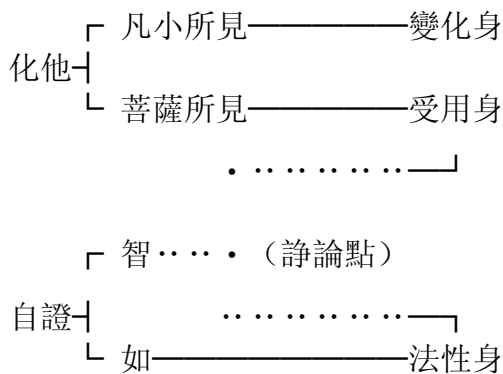 ┌ 凡小所見─────變化身
化他┤
└ 菩薩所見─────受用身
・‥‥‥‥‥─┘
┌ 智‥‥・（諍論點）
自證┤ ‥‥‥‥‥─┐
└ 如────────法性身